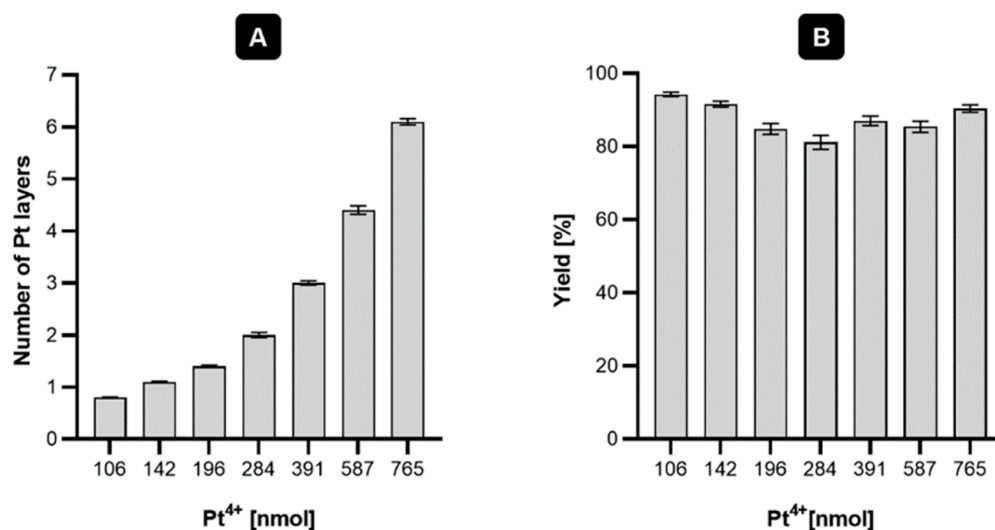 A
Number of Pt layers
7
6
5
4
3
2
1
0
106 142 196 284 391 587 765
Pt⁴⁺ [nmol]
B
Yield [%]
100
80
60
40
20
0
106 142 196 284 391 587 765
Pt⁴⁺[nmol]